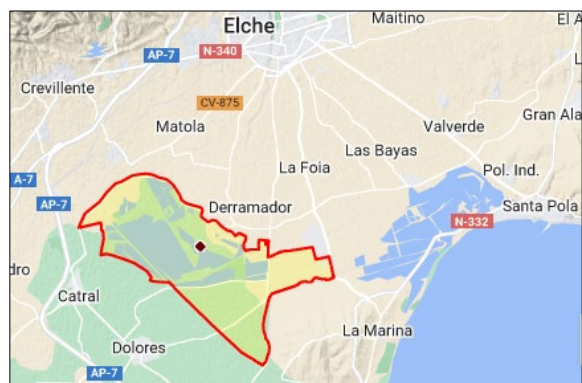 Elche
Maitino
El A
AP-7
N-340
Crevillente
L
CV-875
Gran Ala
Matola
Valverde
Las Bayas
La Foia
Pol. Ind.
A-7
AP-7
Derramador
Santa Pola
N-332
dro
Catral
La Marina
Dolores
AP-7